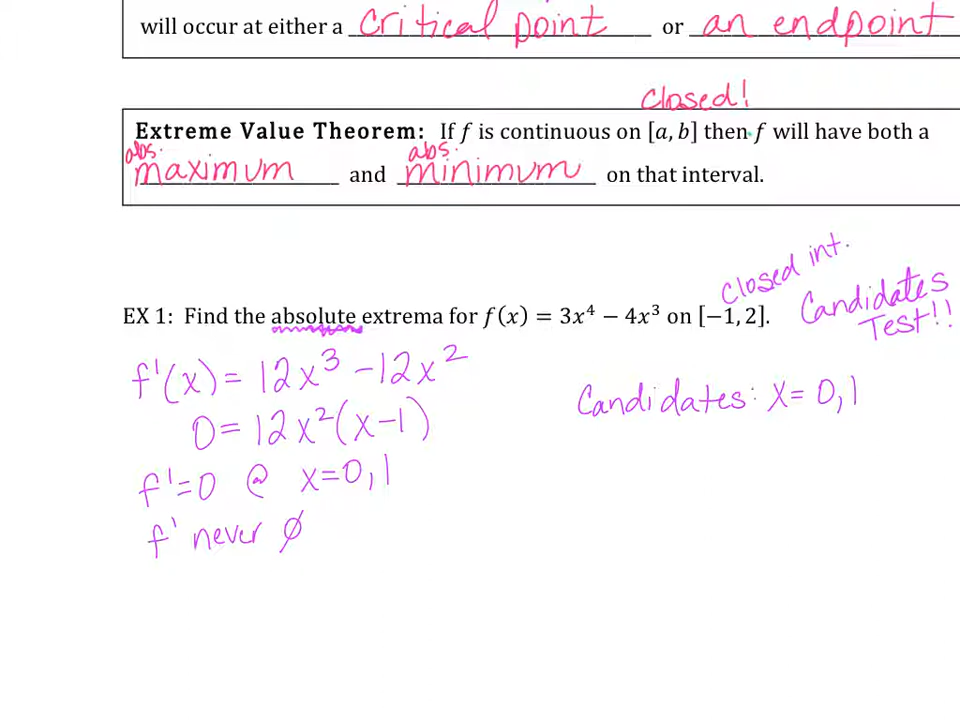 will occur at either a critical point or an endpoint
closed!
Extreme Value Theorem: If f is continuous on [a, b] then f will have both a
abs. abs.
maximum and minimum on that interval.
closed int.
Candidates
Test!!
EX 1: Find the absolute extrema for f(x) = 3x⁴ − 4x³ on [−1, 2].
f'(x) = 12x³ − 12x²
Candidates: x = 0, 1
0 = 12x²(x−1)
f' = 0 @ x = 0, 1
f' never ∅